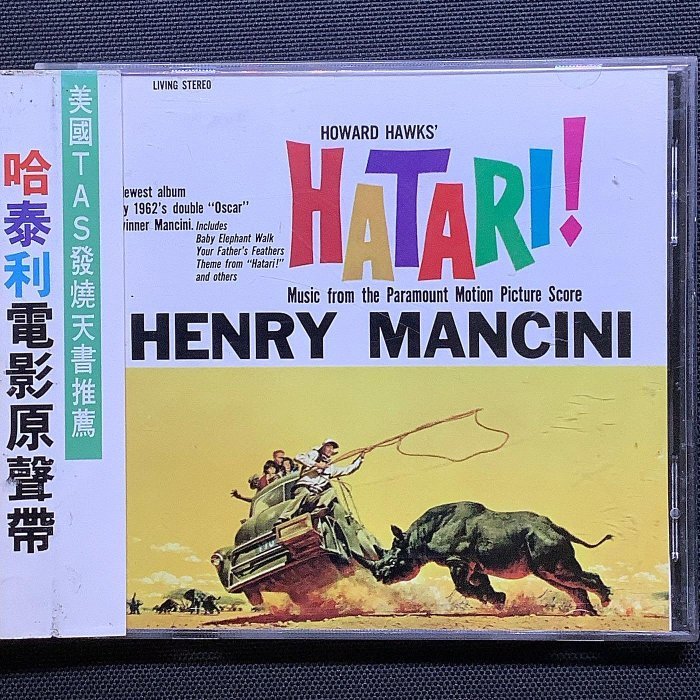 美國TAS發燒天書推薦
哈泰利電影原聲帶
LIVING STEREO
HOWARD HAWKS'
HATARI!
ewest album
y 1962's double "Oscar"
inner Mancini. Includes
Baby Elephant Walk
Your Father's Feathers
Theme from "Hatari!"
and others
Music from the Paramount Motion Picture Score
HENRY MANCINI